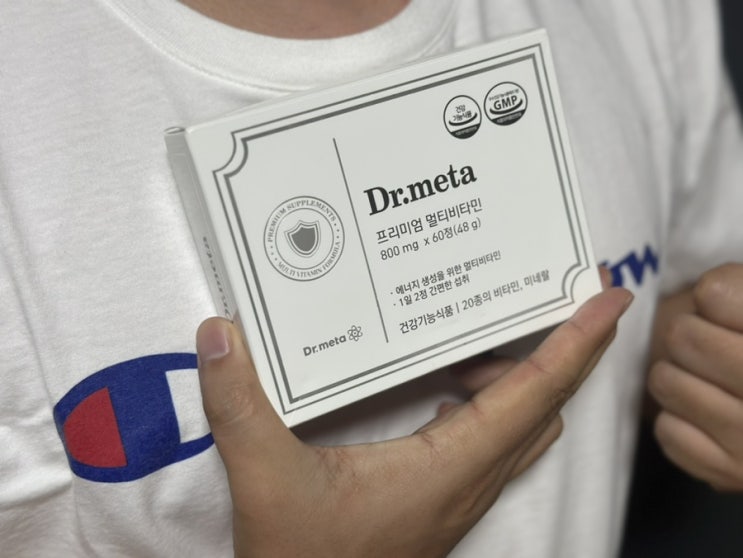 건강
기능식품
GMP
Dr.meta
프리미엄 멀티비타민
800 mg x 60정(48 g)
PREMIUM SUPPLEMENTS
MULTI VITAMIN FORMULA
· 에너지 생성을 위한 멀티비타민
· 1일 2정 간편한 섭취
건강기능식품 | 20종의 비타민, 미네랄
Dr.meta
Dr.meta